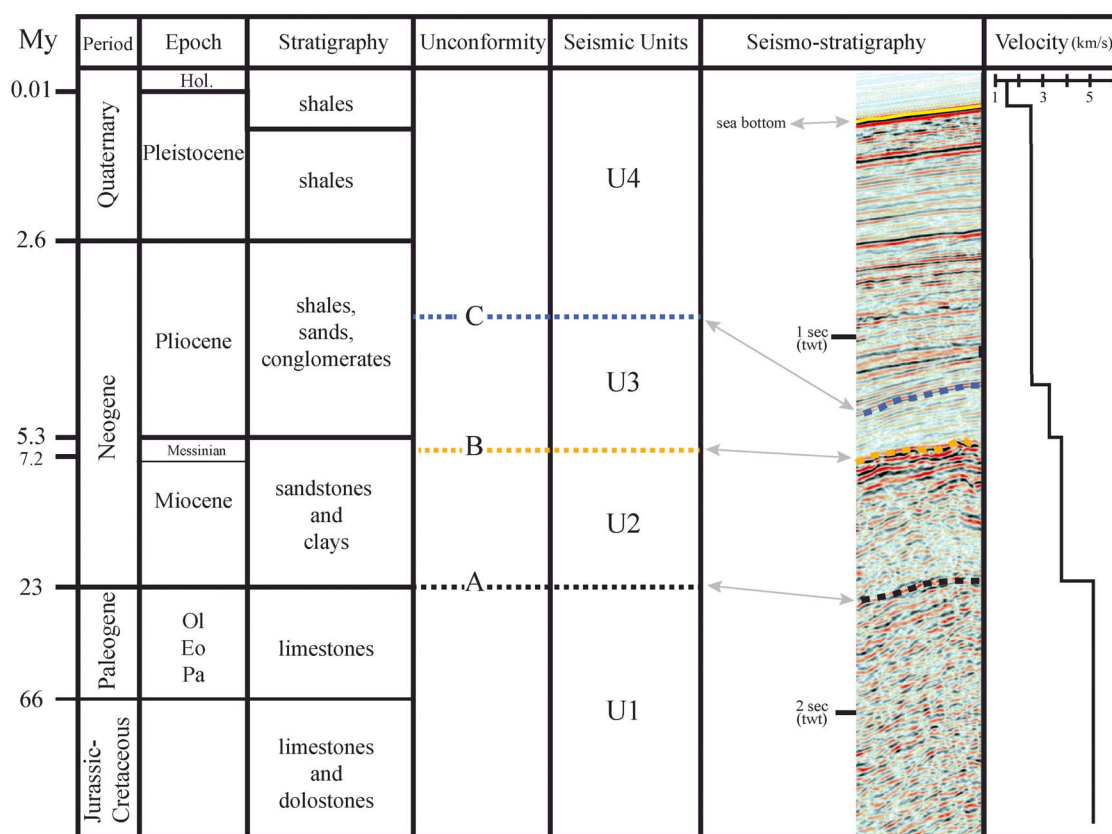 My
Period
Epoch
Stratigraphy
Unconformity
Seismic Units
Seismo-stratigraphy
Velocity (km/s)
0.01
2.6
5.3
7.2
23
66
Quaternary
Neogene
Paleogene
Jurassic-
Cretaceous
Hol.
Pleistocene
Pliocene
Messinian
Miocene
Ol
Eo
Pa
shales
shales
shales,
sands,
conglomerates
sandstones
and
clays
limestones
limestones
and
dolostones
C
B
A
U4
U3
U2
U1
sea bottom
1 sec
(twt)
2 sec
(twt)
1
3
5